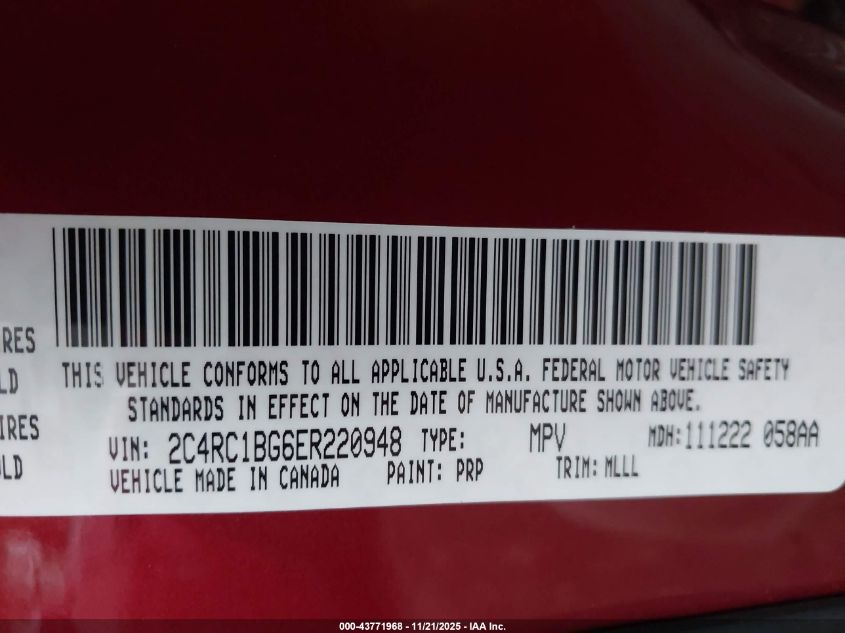 IRES
LD
THIS VEHICLE CONFORMS TO ALL APPLICABLE U.S.A. FEDERAL MOTOR VEHICLE SAFETY
STANDARDS IN EFFECT ON THE DATE OF MANUFACTURE SHOWN ABOVE.
IRES
LD
VIN: 2C4RC1BG6ER220948 TYPE: MPV MDH:111222 058AA
VEHICLE MADE IN CANADA PAINT: PRP TRIM: MLLL
000-43771968 - 11/21/2025 - IAA Inc.